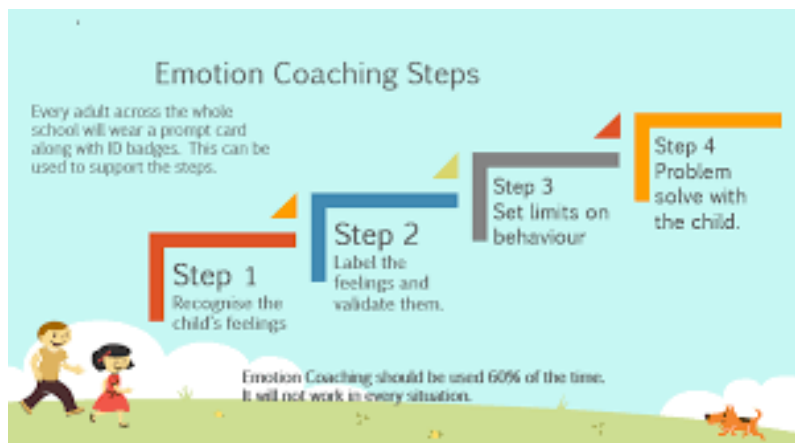 Emotion Coaching Steps
Every adult across the whole
school will wear a prompt card
along with ID badges. This can be
used to support the steps.
Step 1
Recognise the
child's feelings
Step 2
Label the
feelings and
validate them.
Step 3
Set limits on
behaviour
Step 4
Problem
solve with
the child.
Emotion Coaching should be used 60% of the time.
It will not work in every situation.